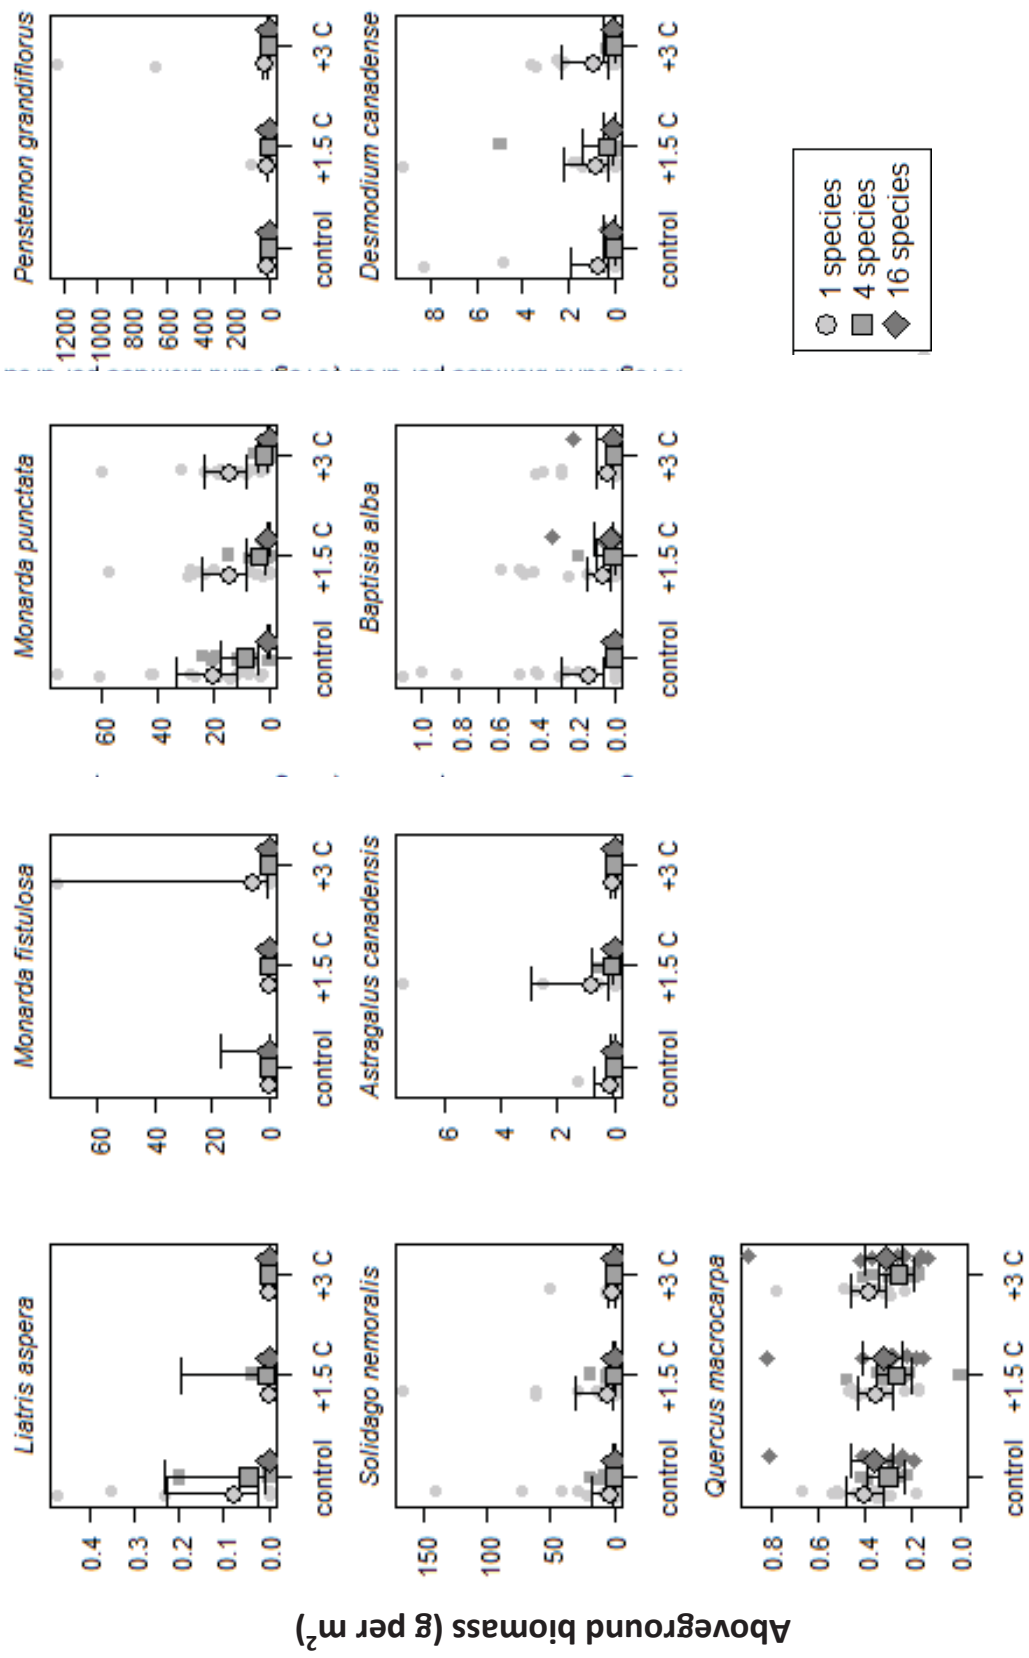 Liatris aspera
0.4
0.3
0.2
0.1
0
control +1.5 C +3 C
Monarda fistulosa
60
40
20
0
control +1.5 C +3 C
Monarda punctata
60
40
20
0
control +1.5 C +3 C
Penstemon grandiflorus
1200
1000
800
600
400
200
0
control +1.5 C +3 C
Solidago nemoralis
150
100
50
0
control +1.5 C +3 C
Astragalus canadensis
6
4
2
0
control +1.5 C +3 C
Baptisia alba
1.0
0.8
0.6
0.4
0.2
0.0
control +1.5 C +3 C
Desmodium canadense
8
6
4
2
0
control +1.5 C +3 C
Quercus macrocarpa
0.8
0.6
0.4
0.2
0.0
control +1.5 C +3 C
1 species
4 species
16 species
Aboveground biomass (g per m²)